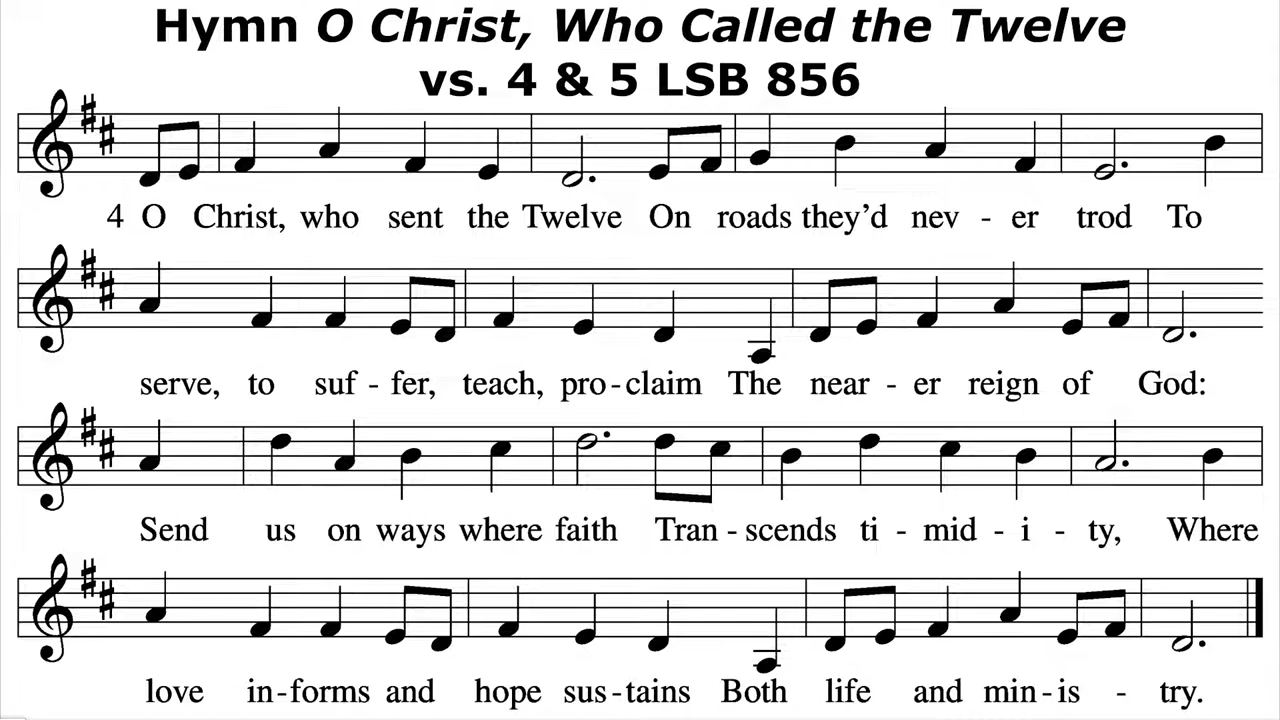 Hymn O Christ, Who Called the Twelve
vs. 4 & 5 LSB 856
4 O Christ, who sent the Twelve On roads they’d nev - er trod To
serve, to suf - fer, teach, pro - claim The near - er reign of God:
Send us on ways where faith Tran - scends ti - mid - i - ty, Where
love in - forms and hope sus - tains Both life and min - is - try.